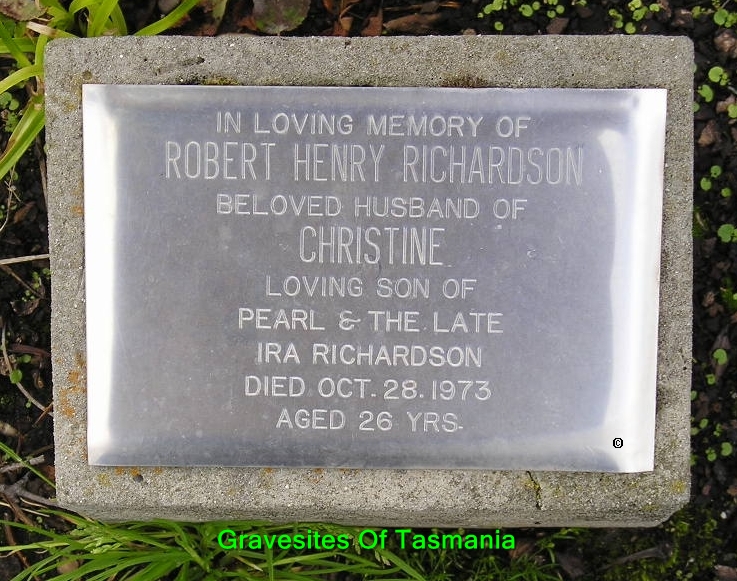 IN LOVING MEMORY OF
ROBERT HENRY RICHARDSON
BELOVED HUSBAND OF
CHRISTINE
LOVING SON OF
PEARL & THE LATE
IRA RICHARDSON
DIED OCT. 28. 1973
AGED 26 YRS.
©
Gravesites Of Tasmania